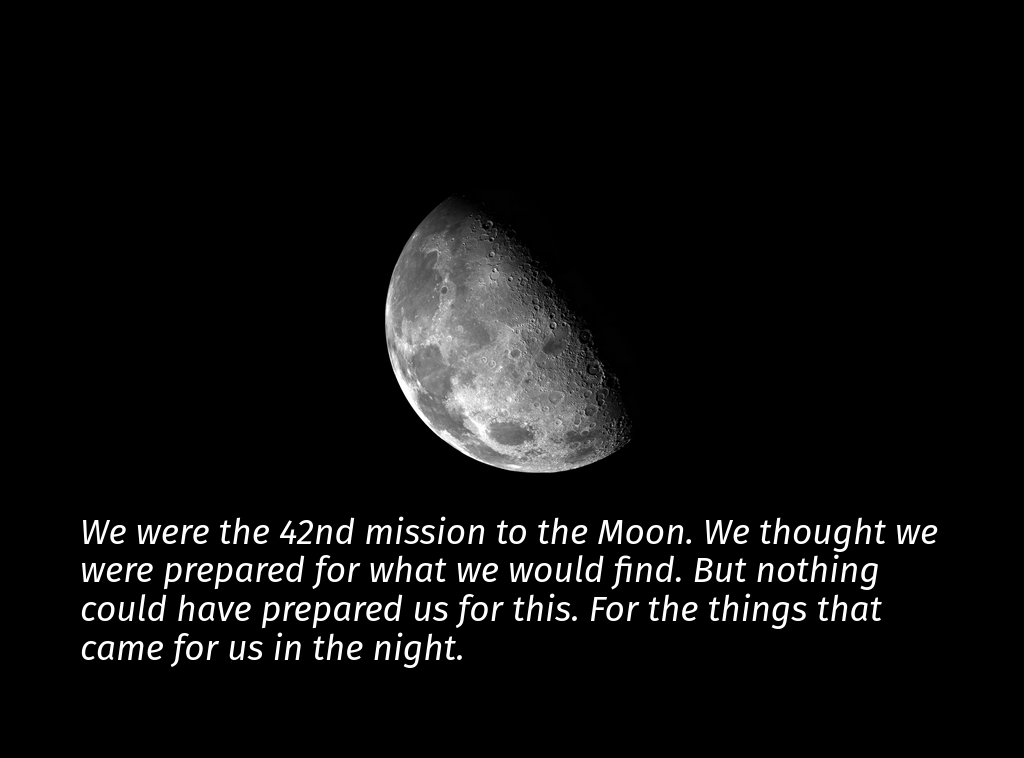 We were the 42nd mission to the Moon. We thought we
were prepared for what we would find. But nothing
could have prepared us for this. For the things that
came for us in the night.